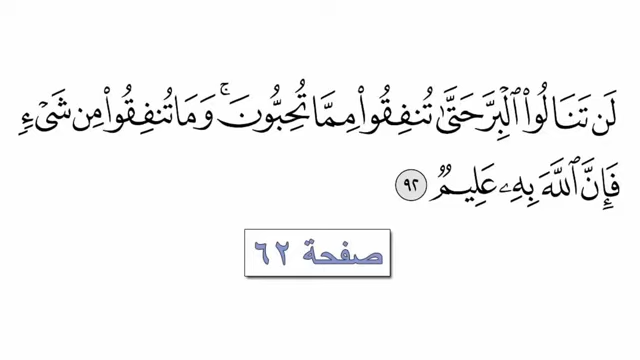 لَن تَنَالُوا۟ ٱلْبِرَّ حَتَّىٰ تُنفِقُوا۟ مِمَّا تُحِبُّونَ ۚ وَمَا تُنفِقُوا۟ مِن شَىْءٍ
فَإِنَّ ٱللَّهَ بِهِۦ عَلِيمٌ ٩٢
صفحة ٦٢